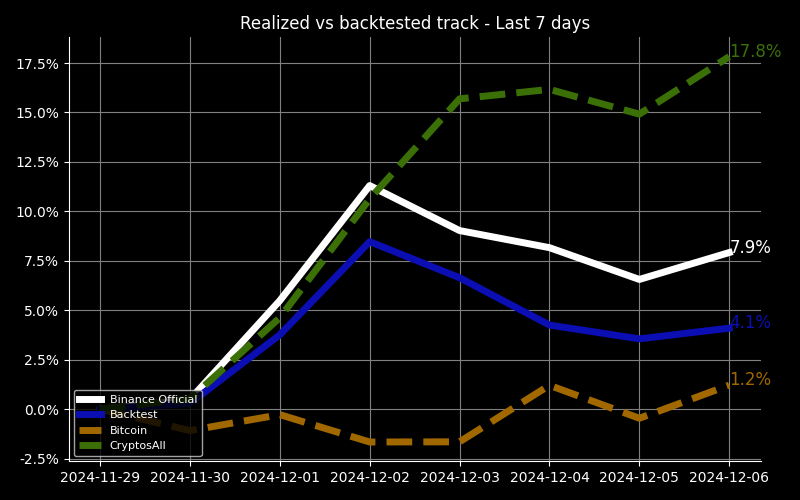 Realized vs backtested track - Last 7 days
17.5%
15.0%
12.5%
10.0%
7.5%
5.0%
2.5%
0.0%
-2.5%
17.8%
7.9%
4.1%
1.2%
Binance Official
Backtest
Bitcoin
CryptosAll
2024-11-29 2024-11-30 2024-12-01 2024-12-02 2024-12-03 2024-12-04 2024-12-05 2024-12-06